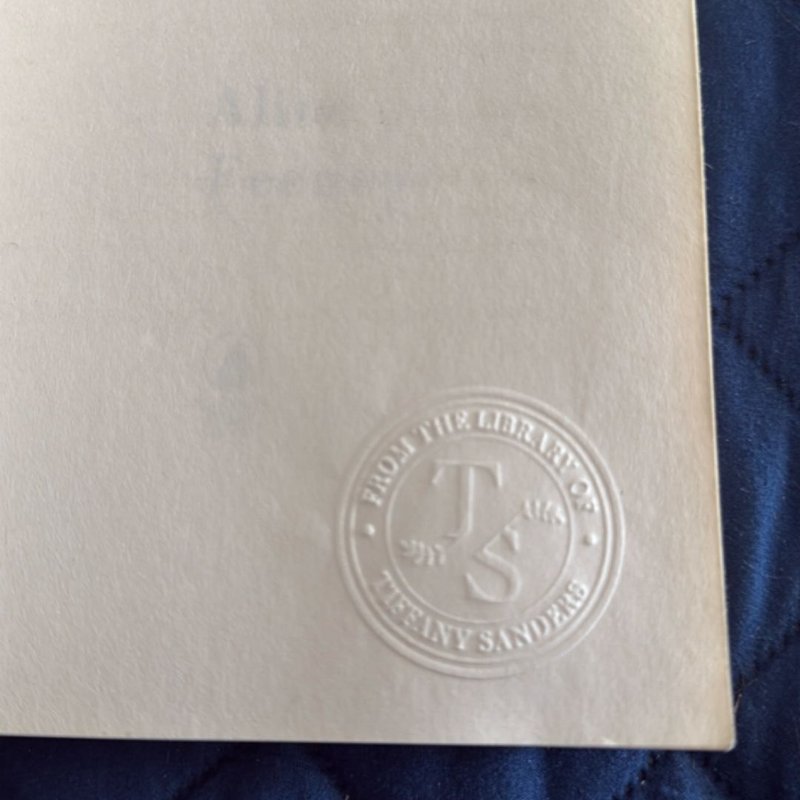 FROM THE LIBRARY OF
TS
TIFFANY SANDERS